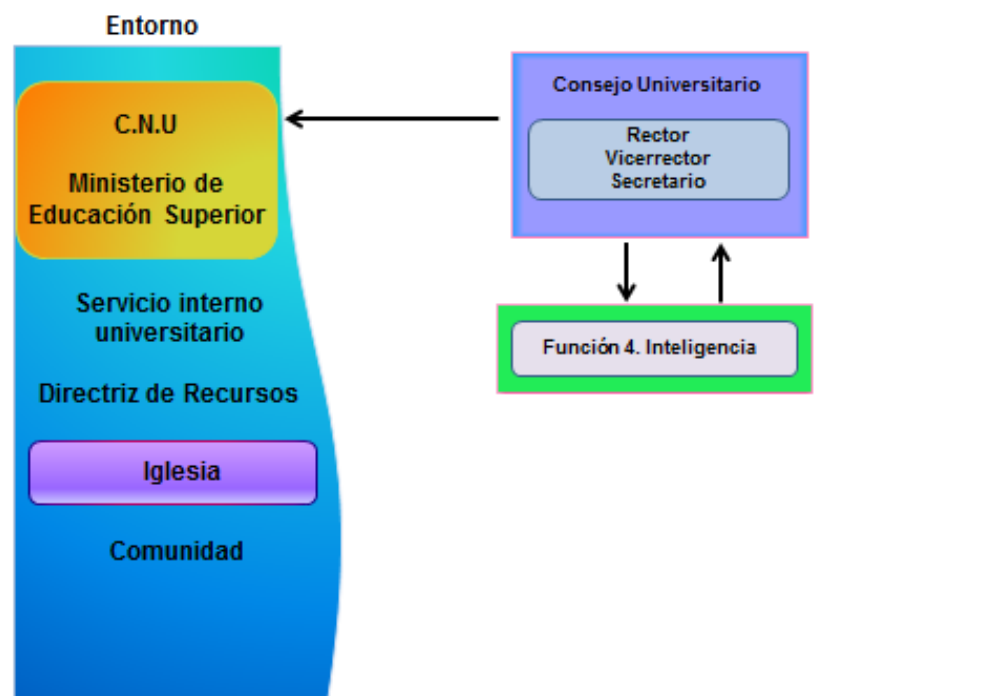 Entorno
C.N.U
Ministerio de
Educación Superior
Servicio interno
universitario
Directriz de Recursos
Iglesia
Comunidad
Consejo Universitario
Rector
Vicerrector
Secretario
Función 4. Inteligencia